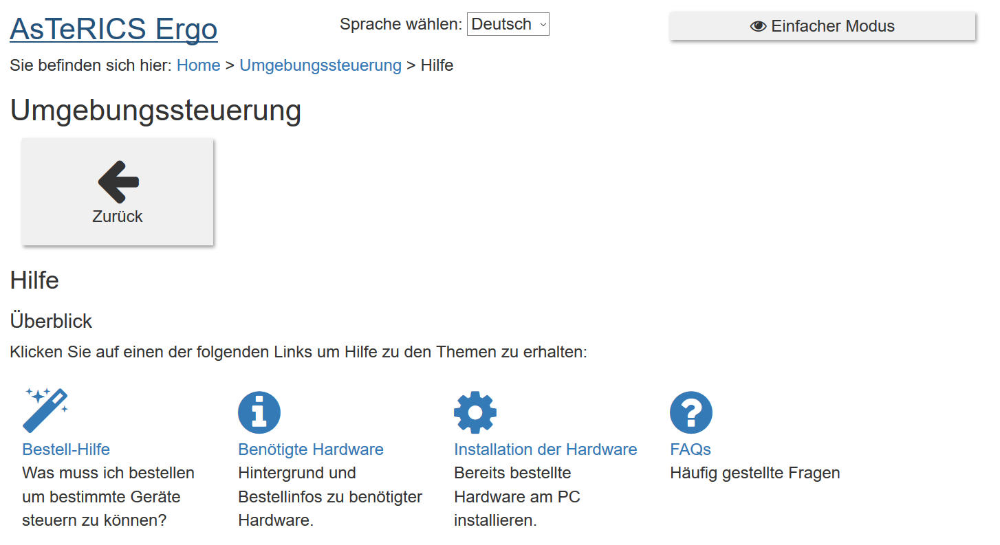 AsTeRICS Ergo
Sprache wählen: Deutsch
Einfacher Modus
Sie befinden sich hier: Home > Umgebungssteuerung > Hilfe
Umgebungssteuerung
Zurück
Hilfe
Überblick
Klicken Sie auf einen der folgenden Links um Hilfe zu den Themen zu erhalten:
Bestell-Hilfe
Was muss ich bestellen
um bestimmte Geräte
steuern zu können?
Benötigte Hardware
Hintergrund und
Bestellinfos zu benötigter
Hardware.
Installation der Hardware
Bereits bestellte
Hardware am PC
installieren.
FAQs
Häufig gestellte Fragen